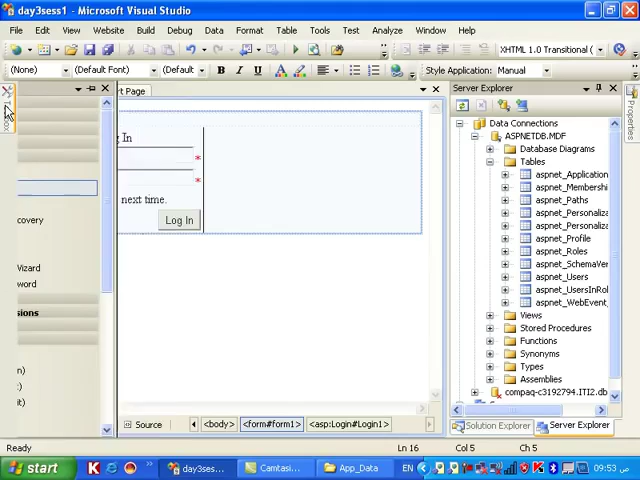 day3sess1 - Microsoft Visual Studio
File Edit View Website Build Debug Format Table Tools Test Analyze Window Help
XHTML 1.0 Transitional (
(None) (Default Font) (Default B I U A Style Application: Manual
Toolbox
rt Page
g In
*
*
next time.
Log In
covery
Wizard
word
sions
n)
t)
it)
Server Explorer
Data Connections
ASPNETDB.MDF
Database Diagrams
Tables
aspnet_Application
aspnet_Membershi
aspnet_Paths
aspnet_Personaliza
aspnet_Personaliza
aspnet_Profile
aspnet_Roles
aspnet_SchemaVer
aspnet_Users
aspnet_UsersInRol
aspnet_WebEvent_
Views
Stored Procedures
Functions
Synonyms
Types
Assemblies
compaq-c3192794.ITI2.db
Properties
Source <body> <form#form1> <asp:Login#Login1>
Solution Explorer Server Explorer
Ready Ln 16 Col 5 Ch 5
start day3ses... Camtasi... App_Data EN 09:53 ص